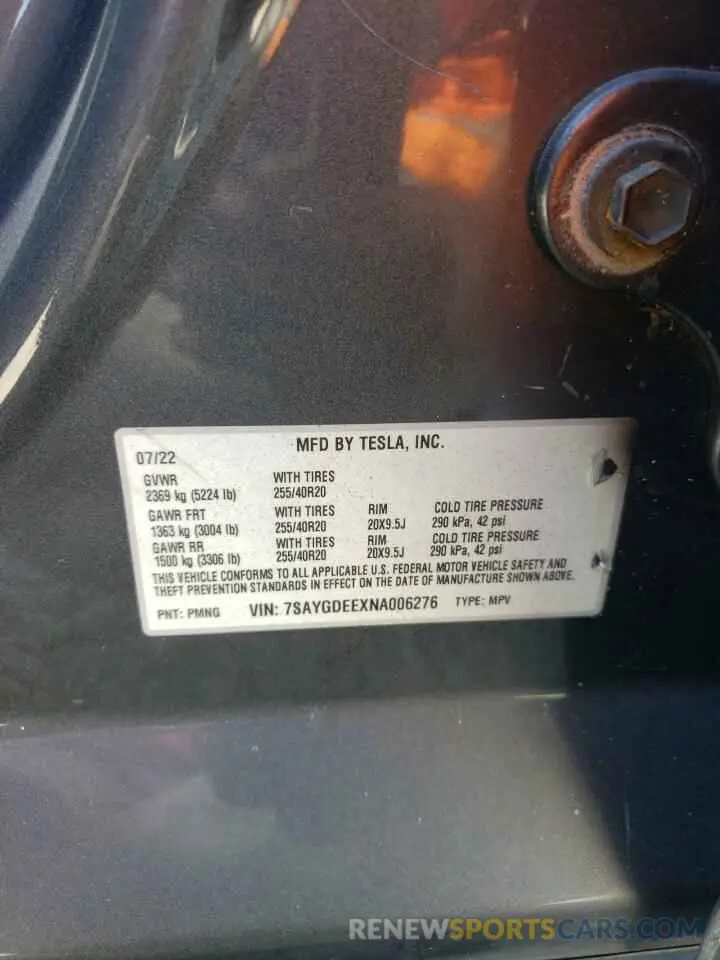 MFD BY TESLA, INC.
07/22
GVWR WITH TIRES
2369 kg (5224 lb) 255/40R20
GAWR FRT WITH TIRES RIM COLD TIRE PRESSURE
1363 kg (3004 lb) 255/40R20 20X9.5J 290 kPa, 42 psi
GAWR RR WITH TIRES RIM COLD TIRE PRESSURE
1500 kg (3306 lb) 255/40R20 20X9.5J 290 kPa, 42 psi
THIS VEHICLE CONFORMS TO ALL APPLICABLE U.S. FEDERAL MOTOR VEHICLE SAFETY AND
THEFT PREVENTION STANDARDS IN EFFECT ON THE DATE OF MANUFACTURE SHOWN ABOVE.
PNT: PMNG VIN: 7SAYGDEEXNA006276 TYPE: MPV
RENEWSPORTSCARS.COM